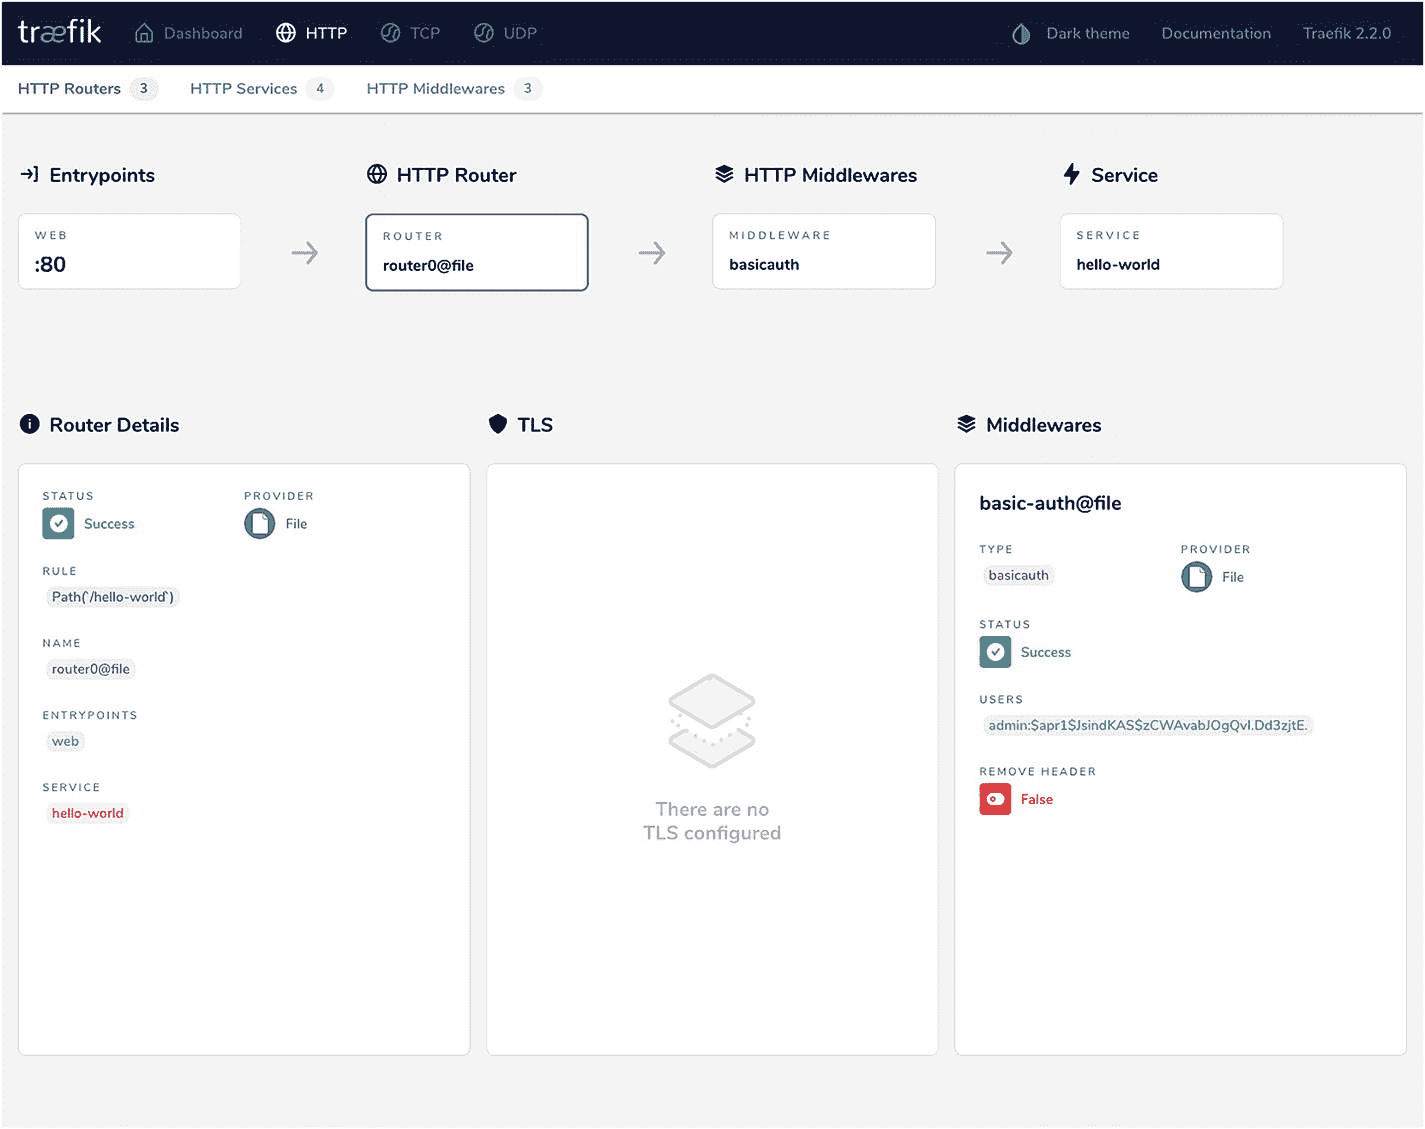 træfik Dashboard HTTP TCP UDP Dark theme Documentation Traefik 2.2.0
HTTP Routers 3 HTTP Services 4 HTTP Middlewares 3
Entrypoints HTTP Router HTTP Middlewares Service
WEB ROUTER MIDDLEWARE SERVICE
:80 router0@file basicauth hello-world
Router Details
STATUS PROVIDER
Success File
RULE
Path(`/hello-world`)
NAME
router0@file
ENTRYPOINTS
web
SERVICE
hello-world
TLS
There are no
TLS configured
Middlewares
basic-auth@file
TYPE PROVIDER
basicauth File
STATUS
Success
USERS
admin:$apr1$JsindKAS$zCWAvabJOgQvI.Dd3zjtE.
REMOVE HEADER
False